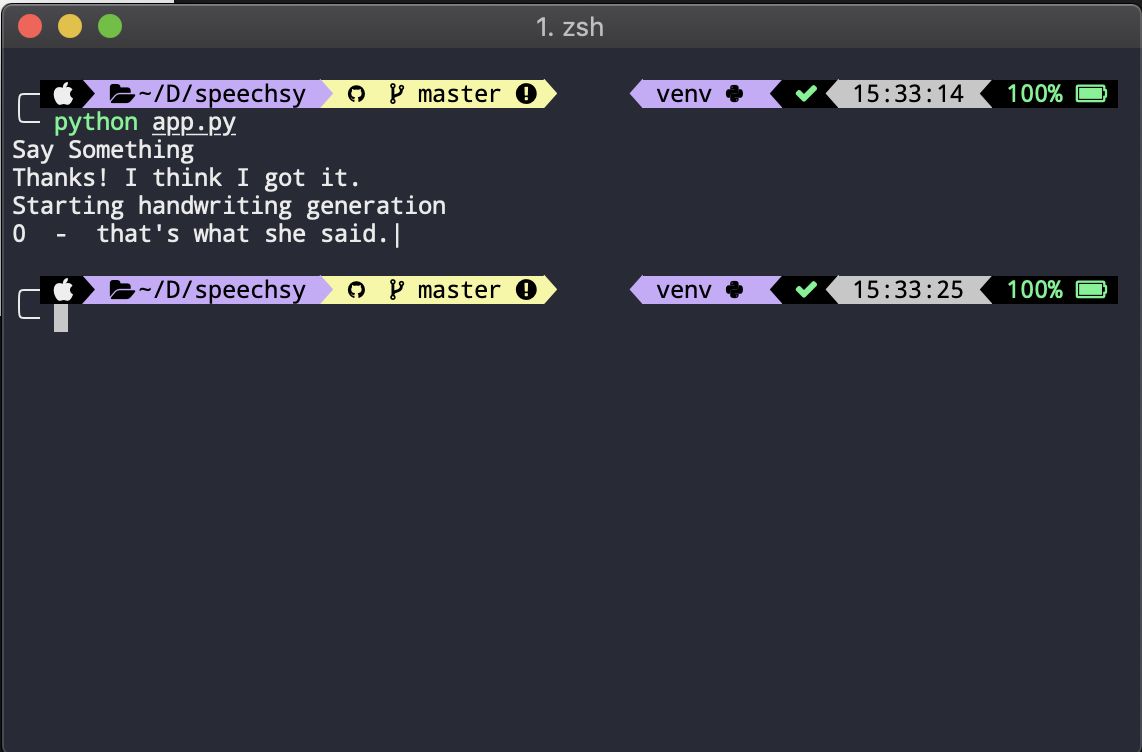 1. zsh
~/D/speechsy master venv 15:33:14 100%
python app.py
Say Something
Thanks! I think I got it.
Starting handwriting generation
0 - that's what she said.|
~/D/speechsy master venv 15:33:25 100%